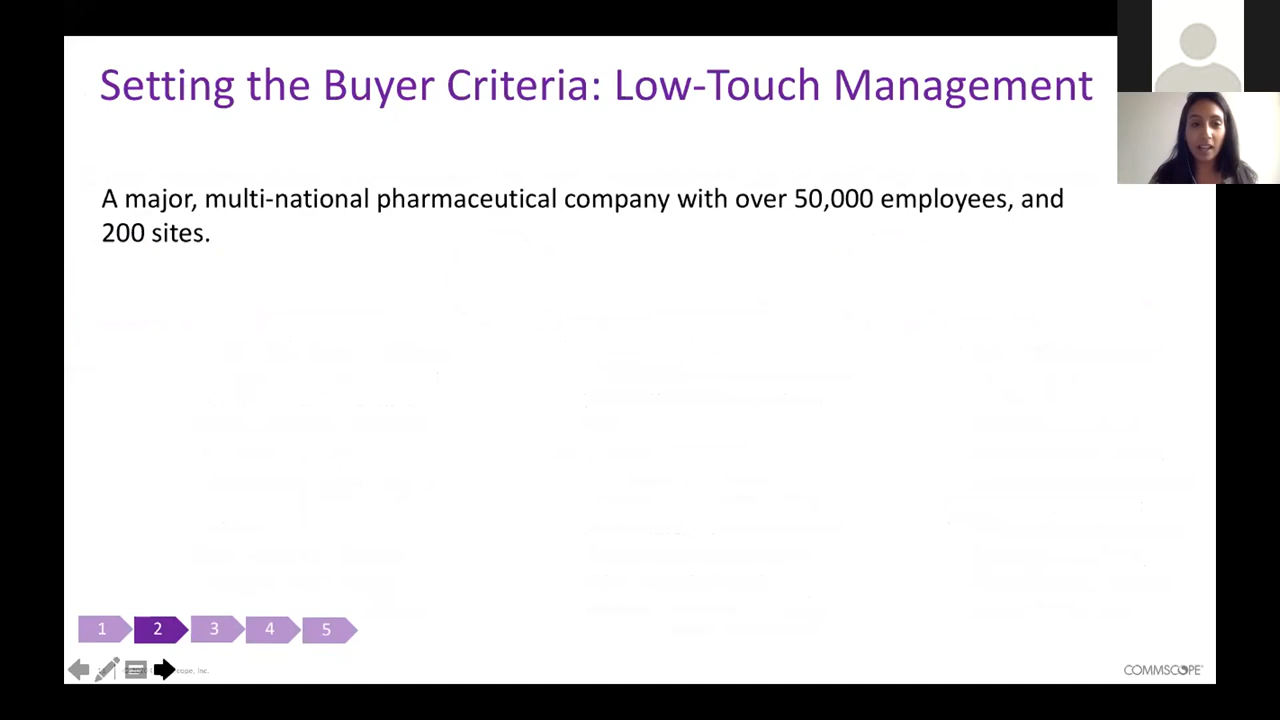 Setting the Buyer Criteria: Low-Touch Management
A major, multi-national pharmaceutical company with over 50,000 employees, and
200 sites.
1 2 3 4 5
COMMSCOPE